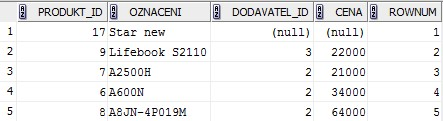 PRODUKT_ID OZNACENI DODAVATEL_ID CENA ROWNUM
1 17 Star new (null) (null) 1
2 9 Lifebook S2110 3 22000 2
3 7 A2500H 2 21000 3
4 6 A600N 2 34000 4
5 8 A8JN-4P019M 2 64000 5